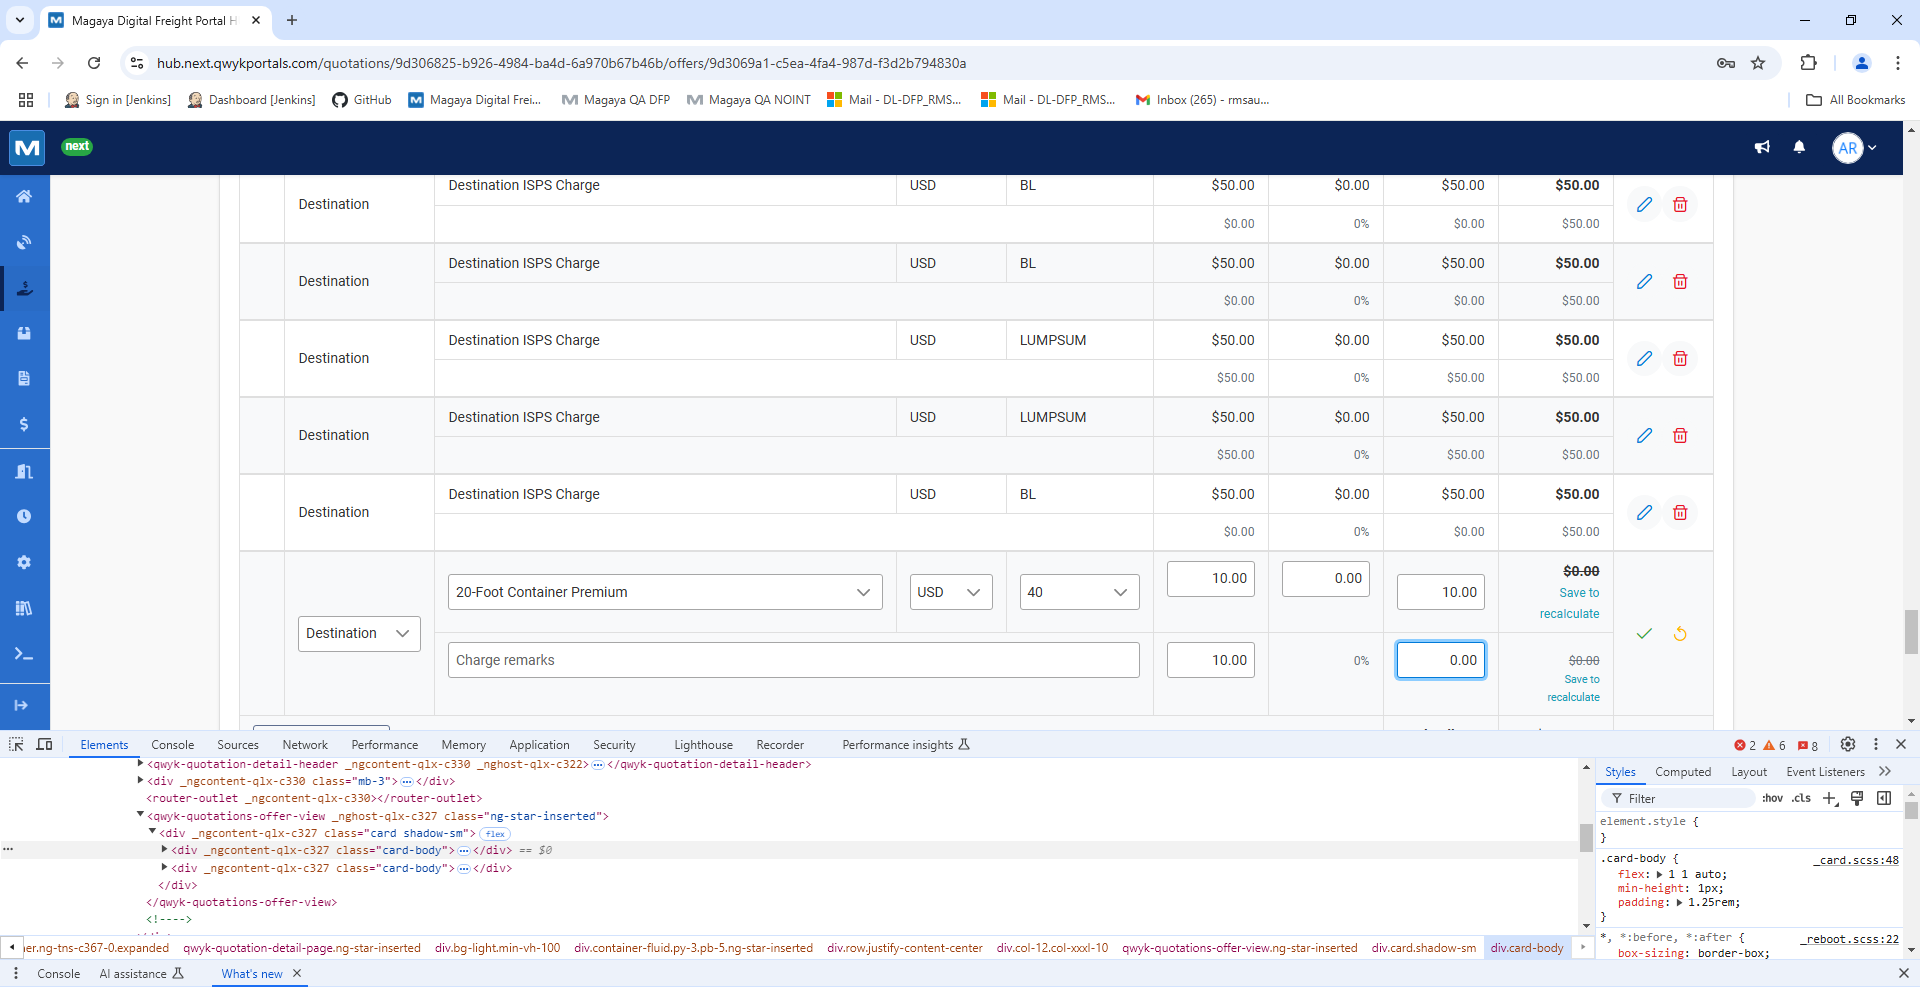 Magaya Digital Freight Portal H
hub.next.qwykportals.com/quotations/9d306825-b926-4984-ba4d-6a970b67b46b/offers/9d3069a1-c5ea-4fa4-987d-f3d2b794830a
Sign in [Jenkins] Dashboard [Jenkins] GitHub Magaya Digital Frei... Magaya QA DFP Magaya QA NOINT Mail - DL-DFP_RMS... Mail - DL-DFP_RMS... Inbox (265) - rmsau... All Bookmarks
next AR
Destination Destination ISPS Charge USD BL $50.00 $0.00 $50.00 $50.00
$0.00 0% $0.00 $50.00
Destination Destination ISPS Charge USD BL $50.00 $0.00 $50.00 $50.00
$0.00 0% $0.00 $50.00
Destination Destination ISPS Charge USD LUMPSUM $50.00 $0.00 $50.00 $50.00
$50.00 0% $50.00 $50.00
Destination Destination ISPS Charge USD LUMPSUM $50.00 $0.00 $50.00 $50.00
$50.00 0% $50.00 $50.00
Destination Destination ISPS Charge USD BL $50.00 $0.00 $50.00 $50.00
$0.00 0% $0.00 $50.00
Destination 20-Foot Container Premium USD 40 10.00 0.00 10.00 $0.00
Save to
recalculate
Charge remarks 10.00 0% 0.00 $0.00
Save to
recalculate
Elements Console Sources Network Performance Memory Application Security Lighthouse Recorder Performance insights 2 6 8
<qwyk-quotation-detail-header _ngcontent-qlx-c330 _nghost-qlx-c322>…</qwyk-quotation-detail-header>
<div _ngcontent-qlx-c330 class="mb-3">…</div>
<router-outlet _ngcontent-qlx-c330></router-outlet>
<qwyk-quotations-offer-view _nghost-qlx-c327 class="ng-star-inserted">
<div _ngcontent-qlx-c327 class="card shadow-sm"> flex
<div _ngcontent-qlx-c327 class="card-body">…</div> == $0
<div _ngcontent-qlx-c327 class="card-body">…</div>
</div>
</qwyk-quotations-offer-view>
<!---->
Styles Computed Layout Event Listeners
Filter :hov .cls
element.style {
}
.card-body { _card.scss:48
flex: 1 1 auto;
min-height: 1px;
padding: 1.25rem;
}
*, *:before, *:after { _reboot.scss:22
box-sizing: border-box;
ner.ng-tns-c367-0.expanded qwyk-quotation-detail-page.ng-star-inserted div.bg-light.min-vh-100 div.container-fluid.py-3.pb-5.ng-star-inserted div.row.justify-content-center div.col-12.col-xxxl-10 qwyk-quotations-offer-view.ng-star-inserted div.card.shadow-sm div.card-body
Console AI assistance What's new